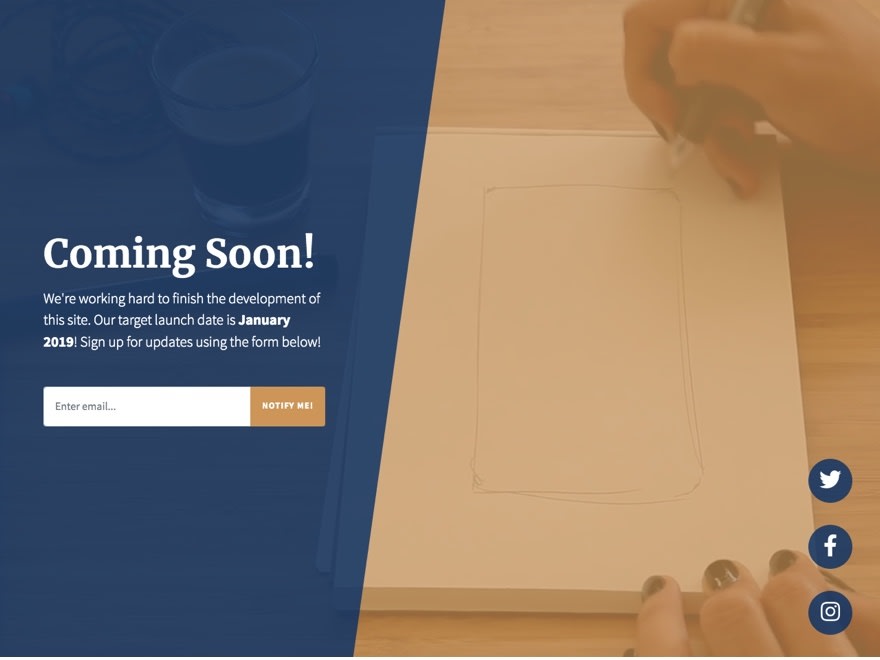 Coming Soon!
We're working hard to finish the development of
this site. Our target launch date is January
2019! Sign up for updates using the form below!
Enter email...
NOTIFY ME!